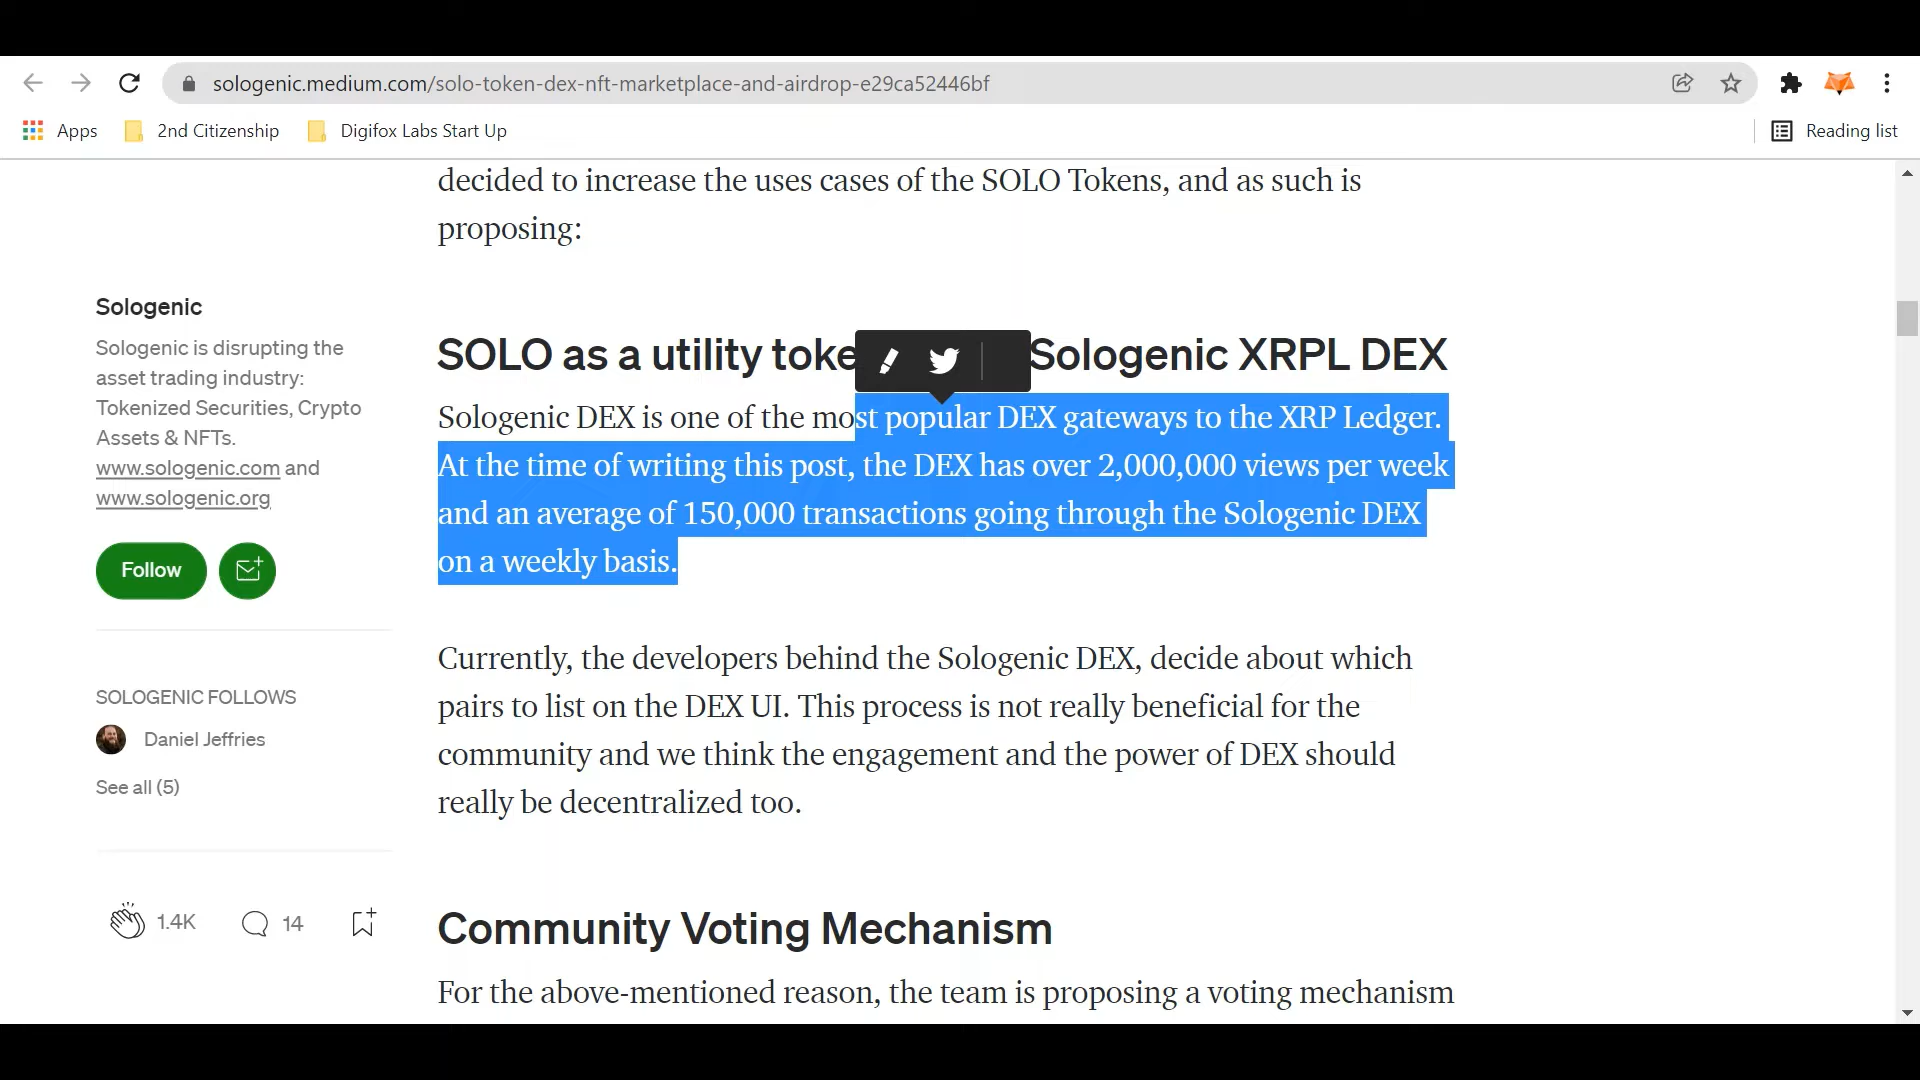 sologenic.medium.com/solo-token-dex-nft-marketplace-and-airdrop-e29ca52446bf
Apps
2nd Citizenship
Digifox Labs Start Up
Reading list
decided to increase the uses cases of the SOLO Tokens, and as such is
proposing:
Sologenic
Sologenic is disrupting the
asset trading industry:
Tokenized Securities, Crypto
Assets & NFTs.
www.sologenic.com and
www.sologenic.org
Follow
SOLOGENIC FOLLOWS
Daniel Jeffries
See all (5)
1.4K
14
SOLO as a utility toke Sologenic XRPL DEX
Sologenic DEX is one of the most popular DEX gateways to the XRP Ledger.
At the time of writing this post, the DEX has over 2,000,000 views per week
and an average of 150,000 transactions going through the Sologenic DEX
on a weekly basis.
Currently, the developers behind the Sologenic DEX, decide about which
pairs to list on the DEX UI. This process is not really beneficial for the
community and we think the engagement and the power of DEX should
really be decentralized too.
Community Voting Mechanism
For the above-mentioned reason, the team is proposing a voting mechanism